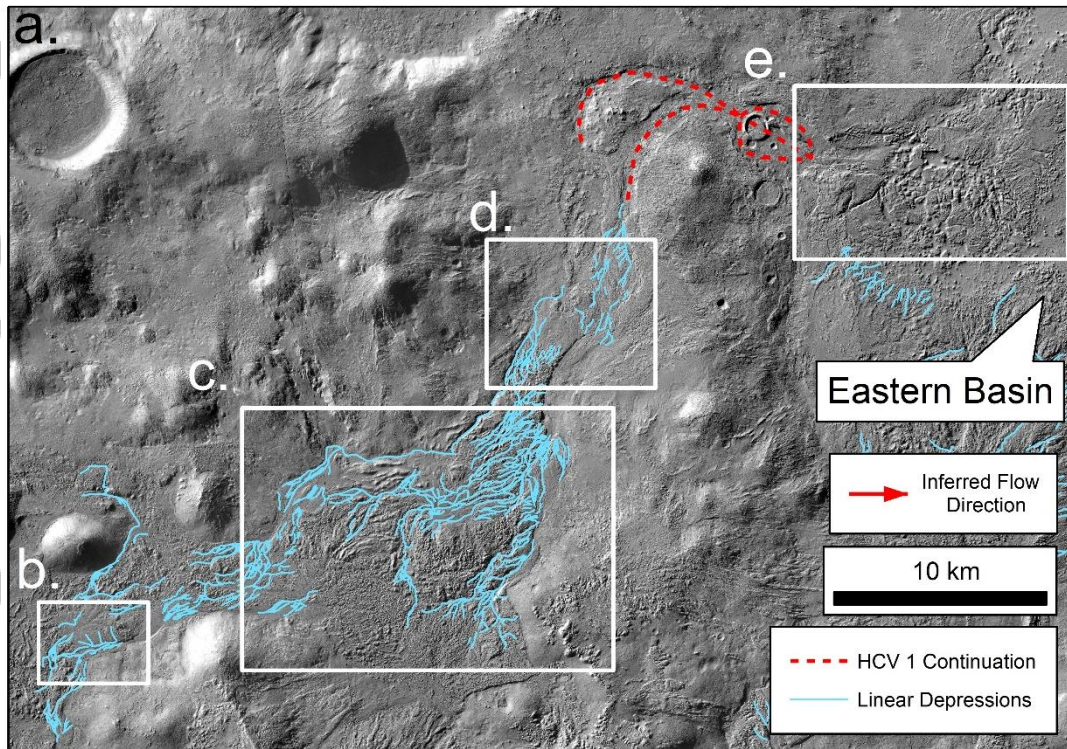 a.
e.
d.
c.
b.
Eastern Basin
Inferred Flow
Direction
10 km
HCV 1 Continuation
Linear Depressions